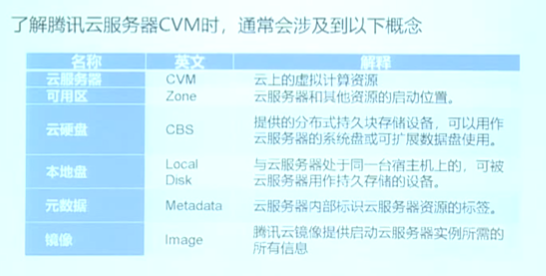 了解腾讯云服务器CVM时，通常会涉及到以下概念
名称 英文 解释
云服务器 CVM 云上的虚拟计算资源
可用区 Zone 云服务器和其他资源的启动位置。
云硬盘 CBS 提供的分布式持久块存储设备，可以用作
云服务器的系统盘或可扩展数据盘使用。
本地盘 Local Disk 与云服务器处于同一台宿主机上的，可被
云服务器用作持久存储的设备。
元数据 Metadata 云服务器内部标识云服务器资源的标签。
镜像 Image 腾讯云镜像提供启动云服务器实例所需的
所有信息